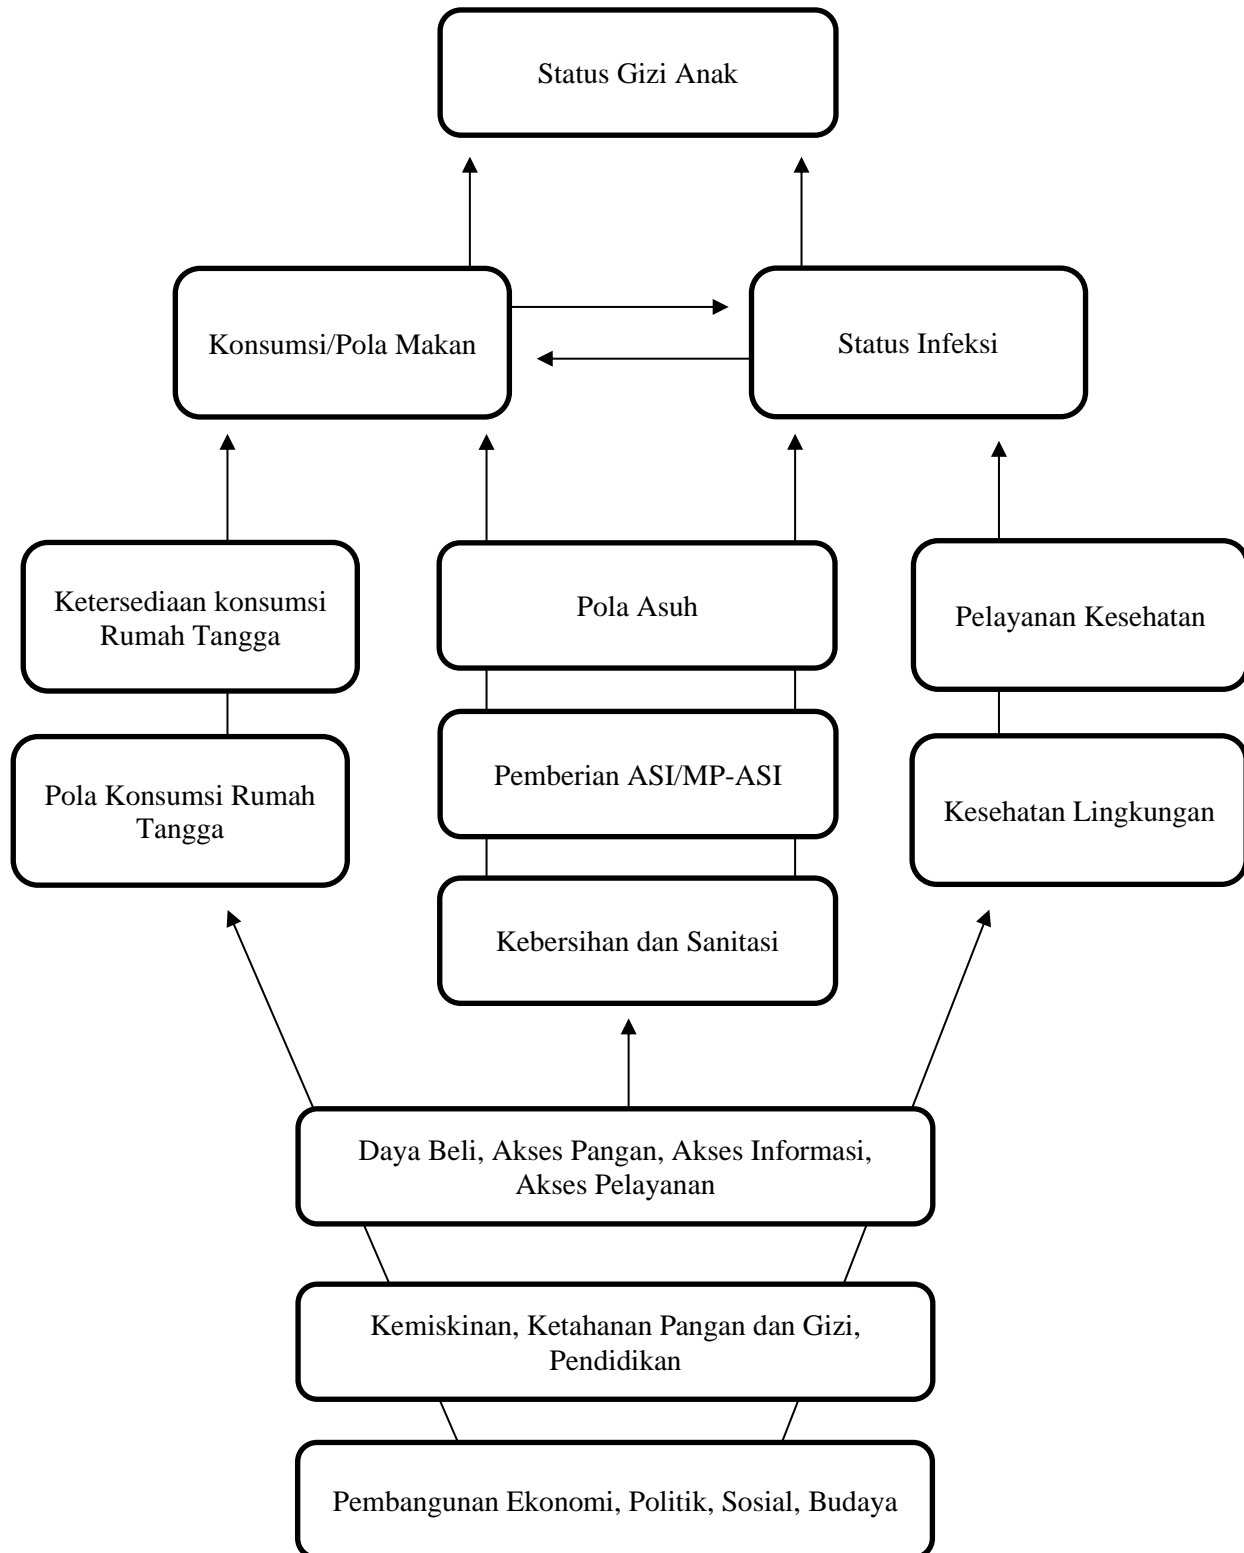 Status Gizi Anak
Konsumsi/Pola Makan
Status Infeksi
Ketersediaan konsumsi
Rumah Tangga
Pola Asuh
Pelayanan Kesehatan
Pola Konsumsi Rumah
Tangga
Pemberian ASI/MP-ASI
Kesehatan Lingkungan
Kebersihan dan Sanitasi
Daya Beli, Akses Pangan, Akses Informasi,
Akses Pelayanan
Kemiskinan, Ketahanan Pangan dan Gizi,
Pendidikan
Pembangunan Ekonomi, Politik, Sosial, Budaya